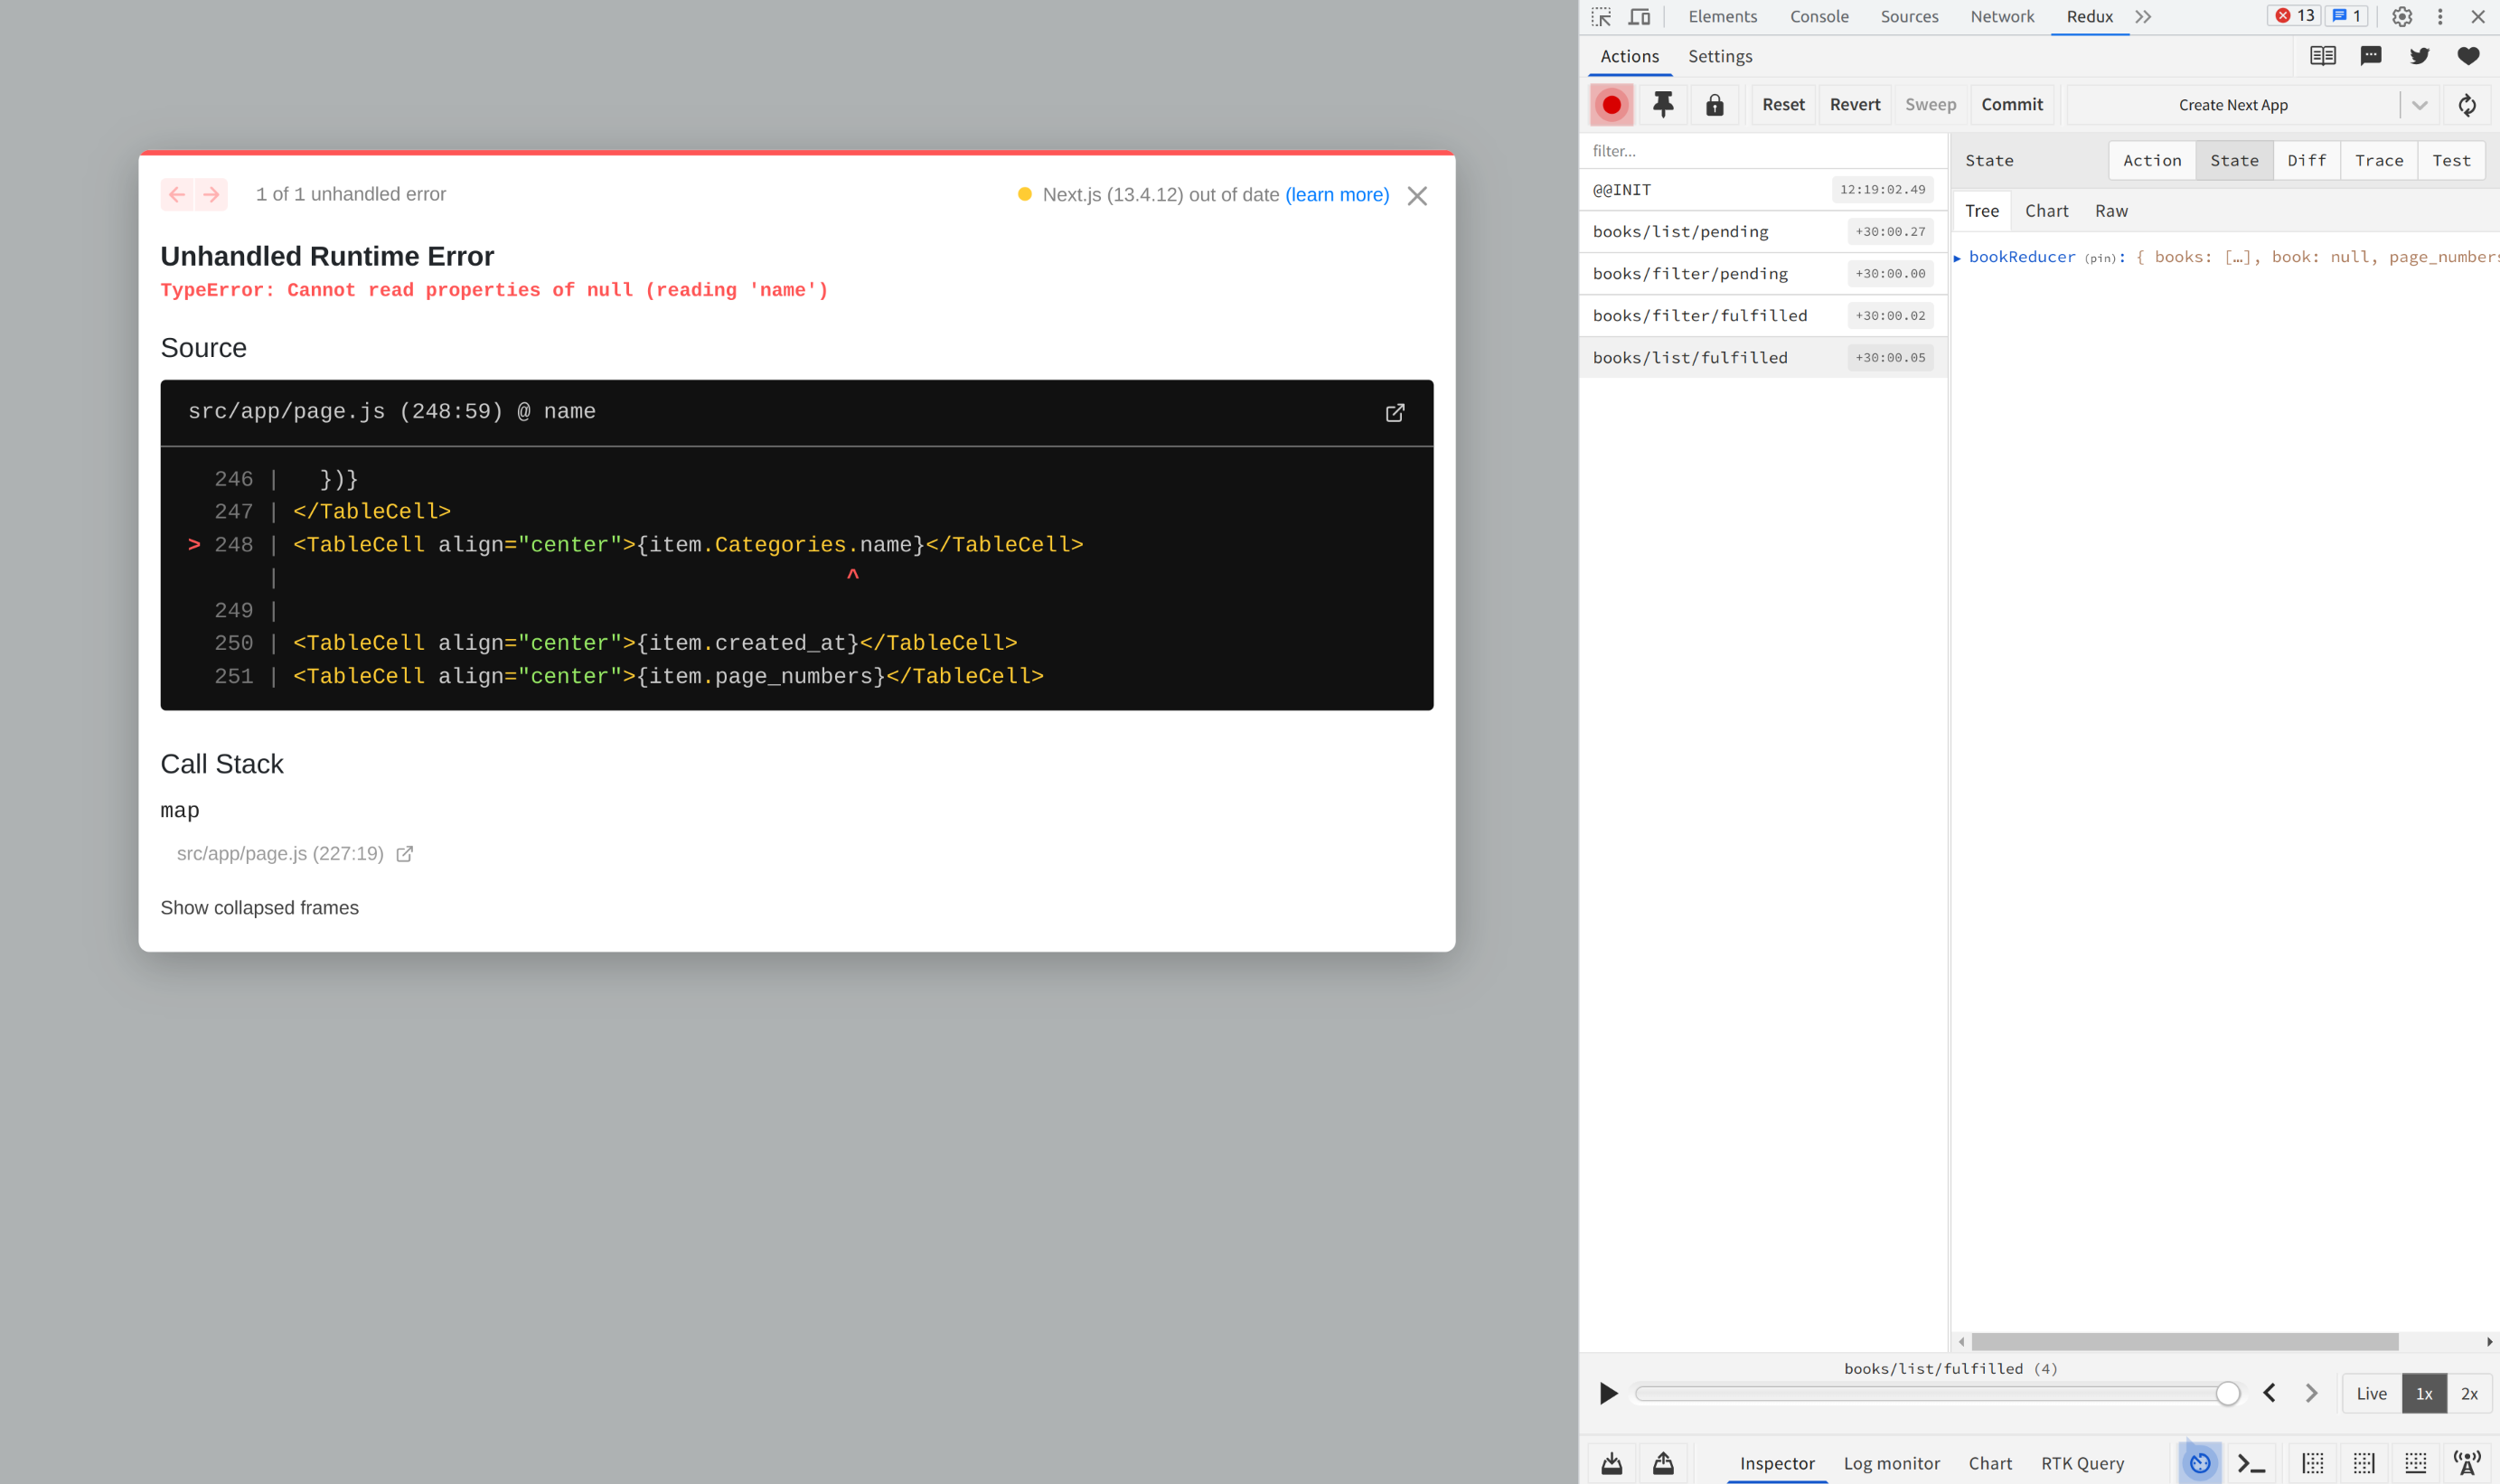 1 of 1 unhandled error
Next.js (13.4.12) out of date (learn more)
Unhandled Runtime Error
TypeError: Cannot read properties of null (reading 'name')
Source
src/app/page.js (248:59) @ name
246 |   })}
247 | </TableCell>
> 248 | <TableCell align="center">{item.Categories.name}</TableCell>
| ^
249 |
250 | <TableCell align="center">{item.created_at}</TableCell>
251 | <TableCell align="center">{item.page_numbers}</TableCell>
Call Stack
map
src/app/page.js (227:19)
Show collapsed frames
Elements Console Sources Network Redux 13 1
Actions Settings
Reset Revert Sweep Commit Create Next App
filter...
@@INIT 12:19:02.49
books/list/pending +30:00.27
books/filter/pending +30:00.00
books/filter/fulfilled +30:00.02
books/list/fulfilled +30:00.05
State Action State Diff Trace Test
Tree Chart Raw
bookReducer (pin): { books: […], book: null, page_numbers
books/list/fulfilled (4)
Live 1x 2x
Inspector Log monitor Chart RTK Query